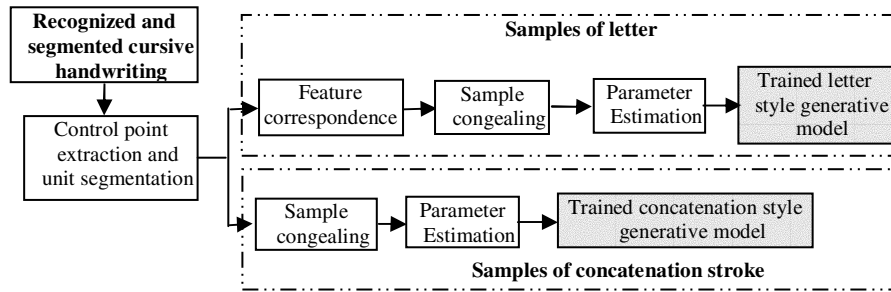 Recognized and
segmented cursive
handwriting
Control point
extraction and
unit segmentation
Samples of letter
Feature
correspondence
Sample
congealing
Parameter
Estimation
Trained letter
style generative
model
Sample
congealing
Parameter
Estimation
Trained concatenation style
generative model
Samples of concatenation stroke